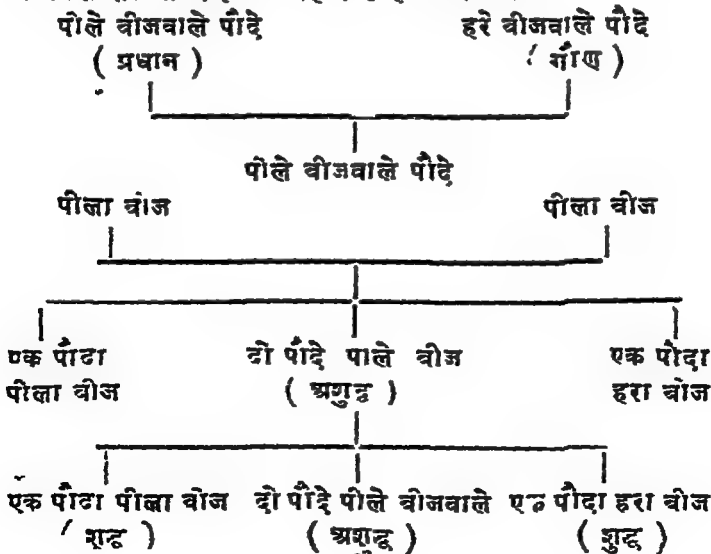 पीले बीजवाले पौदे हरे बीजवाले पौदे
( प्रधान ) ( गौण )
पीले बीजवाले पौदे
पीला बीज पीला बीज
एक पौदा दो पौदे पीले बीज एक पौदा
पीला बीज ( अशुद्ध ) हरा बीज
एक पौदा पीला बीज दो पौदे पीले बीजवाले एक पौदा हरा बीज
( शुद्ध ) ( अशुद्ध ) ( शुद्ध )